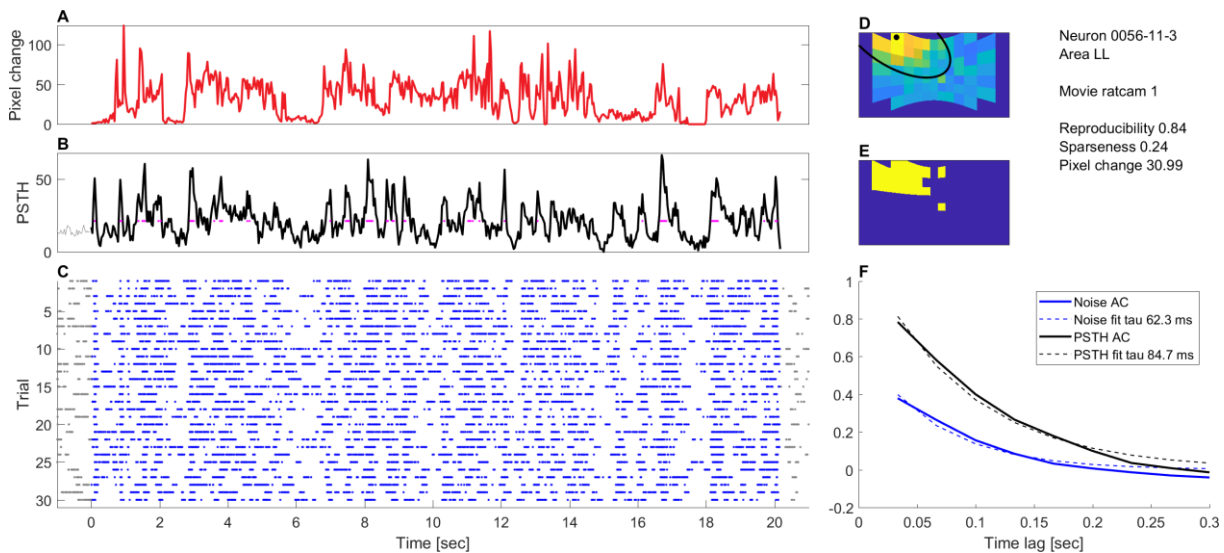 A
Pixel change
100
50
0
B
PSTH
50
0
C
Trial
5
10
15
20
25
30
0 2 4 6 8 10 12 14 16 18 20
Time [sec]
D
E
Neuron 0056-11-3
Area LL
Movie ratcam 1
Reproducibility 0.84
Sparseness 0.24
Pixel change 30.99
F
1
0.8
0.6
0.4
0.2
0
-0.2
Noise AC
Noise fit tau 62.3 ms
PSTH AC
PSTH fit tau 84.7 ms
0 0.05 0.1 0.15 0.2 0.25 0.3
Time lag [sec]